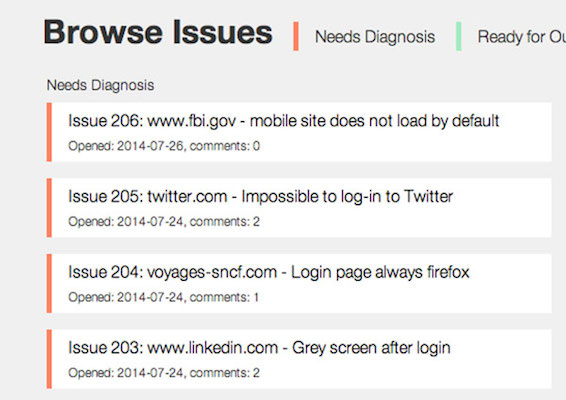 Browse Issues Needs Diagnosis Ready for Ou
Needs Diagnosis
Issue 206: www.fbi.gov - mobile site does not load by default
Opened: 2014-07-26, comments: 0
Issue 205: twitter.com - Impossible to log-in to Twitter
Opened: 2014-07-24, comments: 2
Issue 204: voyages-sncf.com - Login page always firefox
Opened: 2014-07-24, comments: 1
Issue 203: www.linkedin.com - Grey screen after login
Opened: 2014-07-24, comments: 2